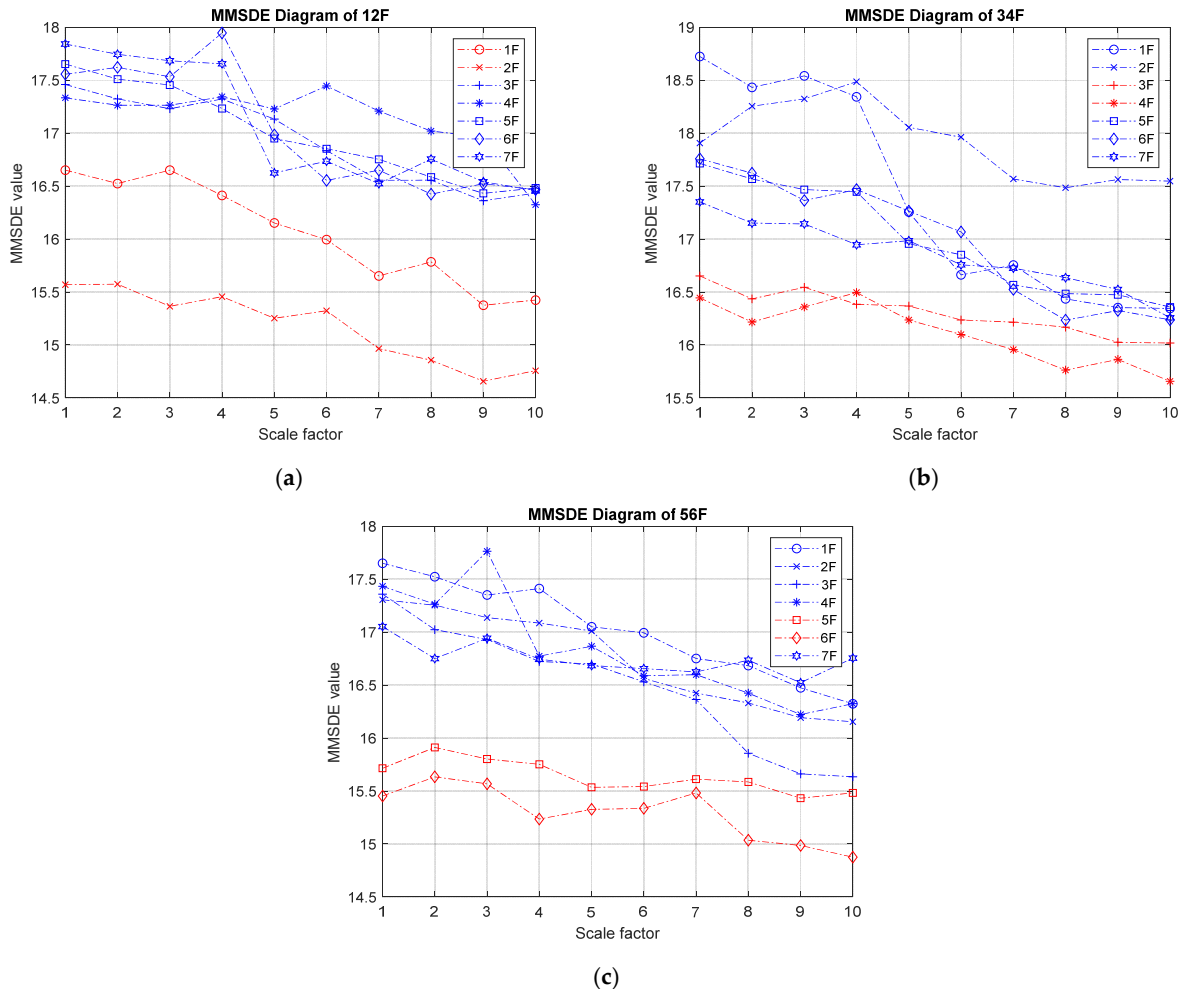 MMSDE Diagram of 12F
18
17.5
17
16.5
16
15.5
15
14.5
MMSDE value
1 2 3 4 5 6 7 8 9 10
Scale factor
1F
2F
3F
4F
5F
6F
7F
(a)
MMSDE Diagram of 34F
19
18.5
18
17.5
17
16.5
16
15.5
MMSDE value
1 2 3 4 5 6 7 8 9 10
Scale factor
1F
2F
3F
4F
5F
6F
7F
(b)
MMSDE Diagram of 56F
18
17.5
17
16.5
16
15.5
15
14.5
MMSDE value
1 2 3 4 5 6 7 8 9 10
Scale factor
1F
2F
3F
4F
5F
6F
7F
(c)